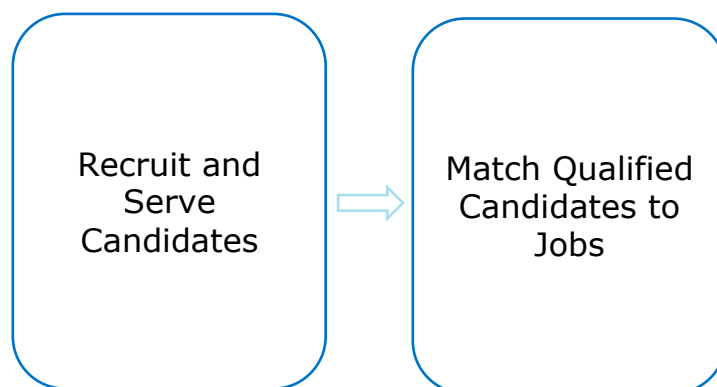 Recruit and
Serve
Candidates
Match Qualified
Candidates to
Jobs